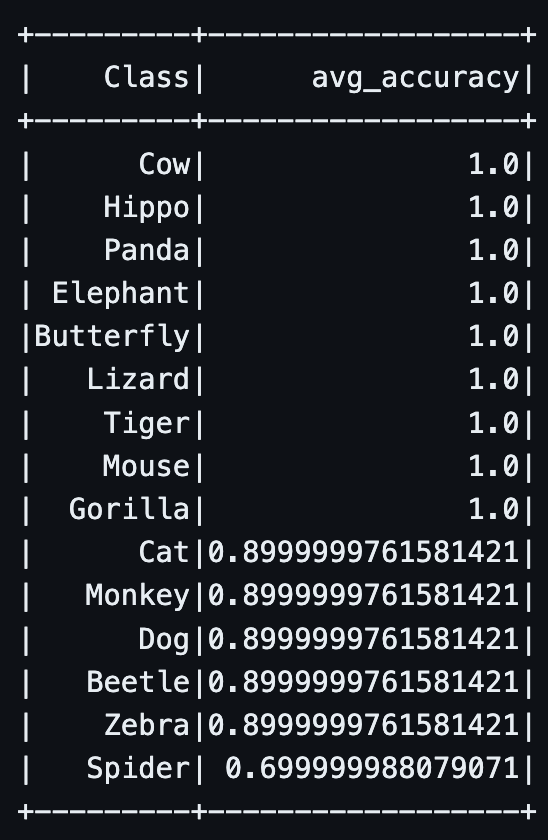 +---------+------------------+
|    Class|      avg_accuracy|
+---------+------------------+
|      Cow|               1.0|
|    Hippo|               1.0|
|    Panda|               1.0|
| Elephant|               1.0|
|Butterfly|               1.0|
|   Lizard|               1.0|
|    Tiger|               1.0|
|    Mouse|               1.0|
|  Gorilla|               1.0|
|      Cat|0.8999999761581421|
|   Monkey|0.8999999761581421|
|      Dog|0.8999999761581421|
|   Beetle|0.8999999761581421|
|    Zebra|0.8999999761581421|
|   Spider| 0.699999988079071|
+---------+------------------+